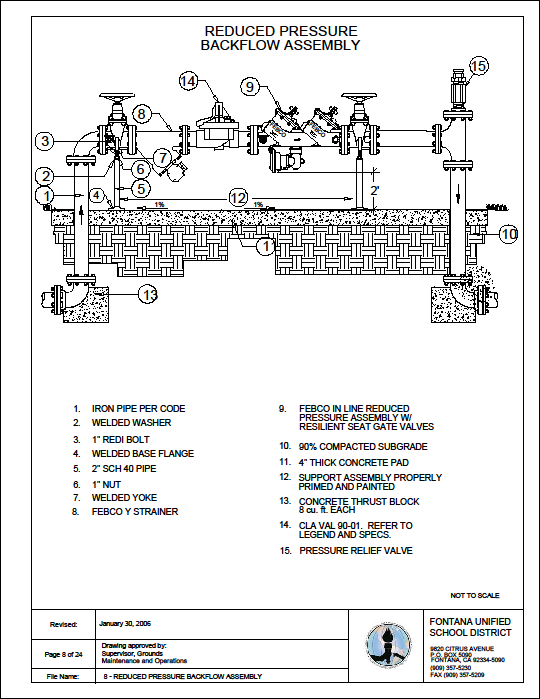 REDUCED PRESSURE
BACKFLOW ASSEMBLY
14
9
15
8
3
7
2
6
1
5
4
12
2'
1%
1%
1
10
13
1. IRON PIPE PER CODE
2. WELDED WASHER
3. 1" REDI BOLT
4. WELDED BASE FLANGE
5. 2" SCH 40 PIPE
6. 1" NUT
7. WELDED YOKE
8. FEBCO Y STRAINER
9. FEBCO IN LINE REDUCED
PRESSURE ASSEMBLY W/
RESILIENT SEAT GATE VALVES
10. 90% COMPACTED SUBGRADE
11. 4" THICK CONCRETE PAD
12. SUPPORT ASSEMBLY PROPERLY
PRIMED AND PAINTED
13. CONCRETE THRUST BLOCK
8 cu. ft. EACH
14. CLA VAL 90-01. REFER TO
LEGEND AND SPECS.
15. PRESSURE RELIEF VALVE
NOT TO SCALE
Revised: January 30, 2006
Page 8 of 24
Drawing approved by:
Supervisor, Grounds
Maintenance and Operations
File Name: 8 - REDUCED PRESSURE BACKFLOW ASSEMBLY
FONTANA UNIFIED
SCHOOL DISTRICT
9820 CITRUS AVENUE
P.O. BOX 5090
FONTANA, CA 92334-5090
(909) 357-5230
FAX (909) 357-5209